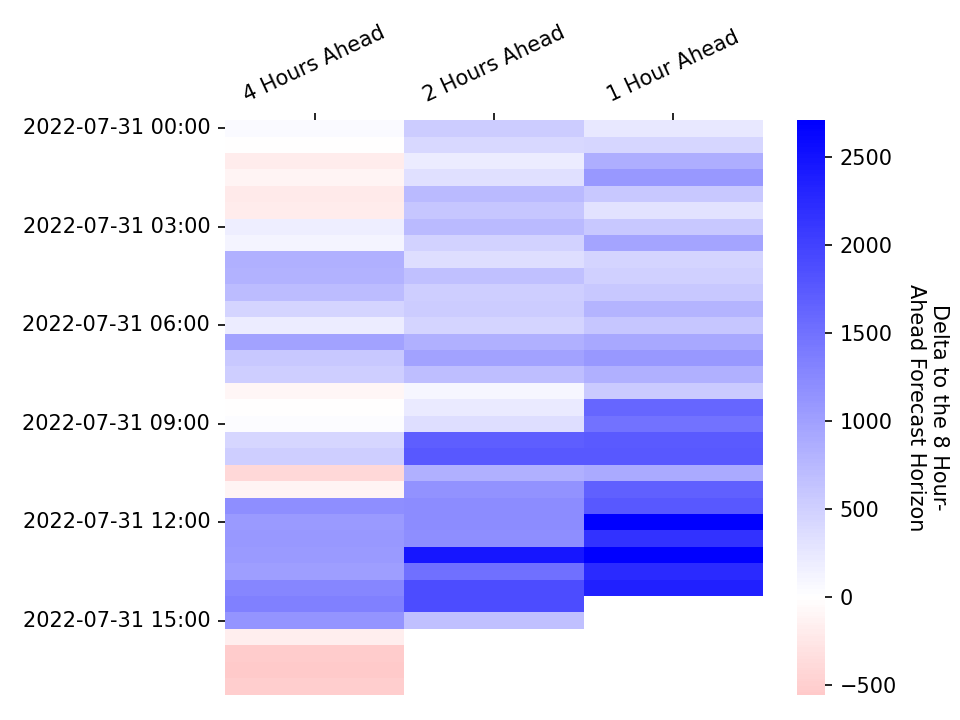 4 Hours Ahead
2 Hours Ahead
1 Hour Ahead
2022-07-31 00:00
2022-07-31 03:00
2022-07-31 06:00
2022-07-31 09:00
2022-07-31 12:00
2022-07-31 15:00
2500
2000
1500
1000
500
0
−500
Delta to the 8 Hour-
Ahead Forecast Horizon